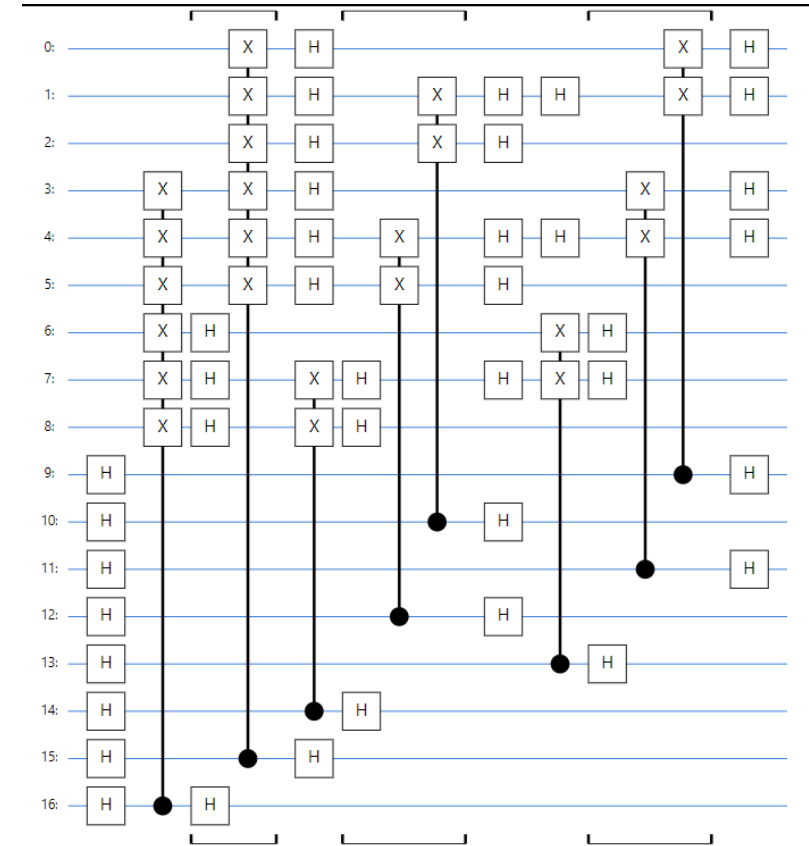 0: X H X H
1: X H X H H X H
2: X H X H
3: X X H X H
4: X X H X H H X H
5: X X H X H
6: X H X H
7: X H X H H X H
8: X H X H
9: H H
10: H H
11: H H
12: H H
13: H H
14: H H
15: H H
16: H H